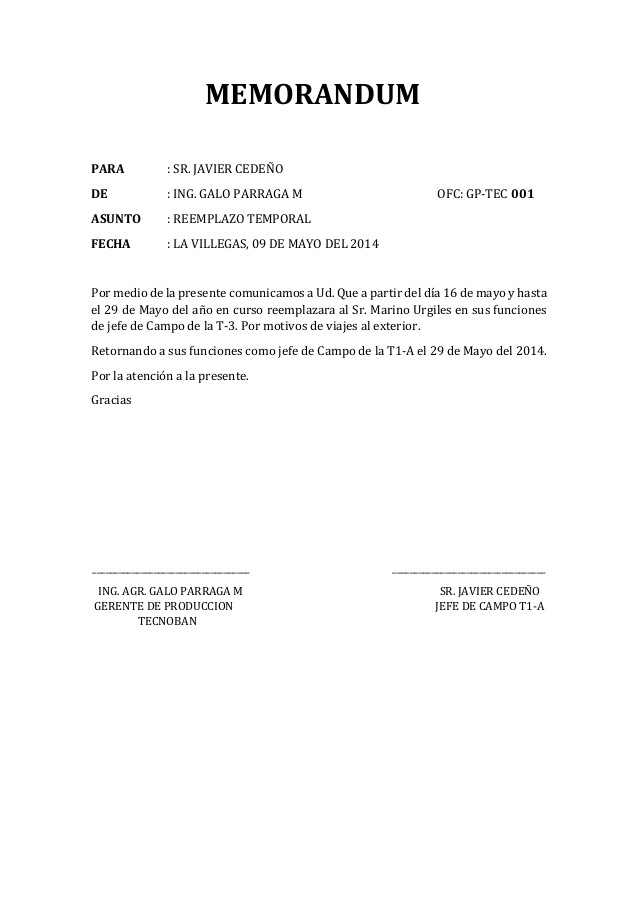 MEMORANDUM
PARA : SR. JAVIER CEDEÑO
DE : ING. GALO PARRAGA M OFC: GP-TEC 001
ASUNTO : REEMPLAZO TEMPORAL
FECHA : LA VILLEGAS, 09 DE MAYO DEL 2014
Por medio de la presente comunicamos a Ud. Que a partir del día 16 de mayo y hasta
el 29 de Mayo del año en curso reemplazara al Sr. Marino Urgiles en sus funciones
de jefe de Campo de la T-3. Por motivos de viajes al exterior.
Retornando a sus funciones como jefe de Campo de la T1-A el 29 de Mayo del 2014.
Por la atención a la presente.
Gracias
ING. AGR. GALO PARRAGA M SR. JAVIER CEDEÑO
GERENTE DE PRODUCCION JEFE DE CAMPO T1-A
TECNOBAN